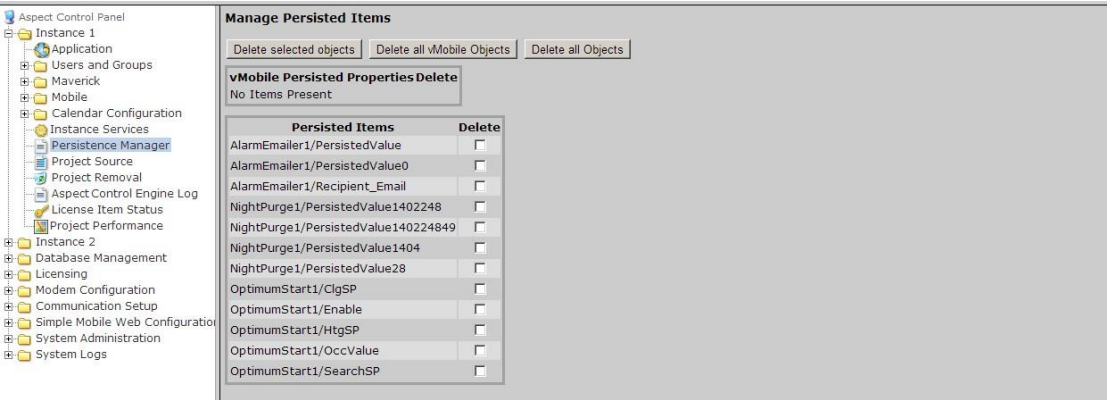 Aspect Control Panel
Instance 1
Application
Users and Groups
Maverick
Mobile
Calendar Configuration
Instance Services
Persistence Manager
Project Source
Project Removal
Aspect Control Engine Log
License Item Status
Project Performance
Instance 2
Database Management
Licensing
Modem Configuration
Communication Setup
Simple Mobile Web Configuration
System Administration
System Logs
Manage Persisted Items
Delete selected objects Delete all vMobile Objects Delete all Objects
vMobile Persisted Properties Delete
No Items Present
Persisted Items Delete
AlarmEmailer1/PersistedValue
AlarmEmailer1/PersistedValue0
AlarmEmailer1/Recipient_Email
NightPurge1/PersistedValue1402248
NightPurge1/PersistedValue140224849
NightPurge1/PersistedValue1404
NightPurge1/PersistedValue28
OptimumStart1/ClgSP
OptimumStart1/Enable
OptimumStart1/HtgSP
OptimumStart1/OccValue
OptimumStart1/SearchSP